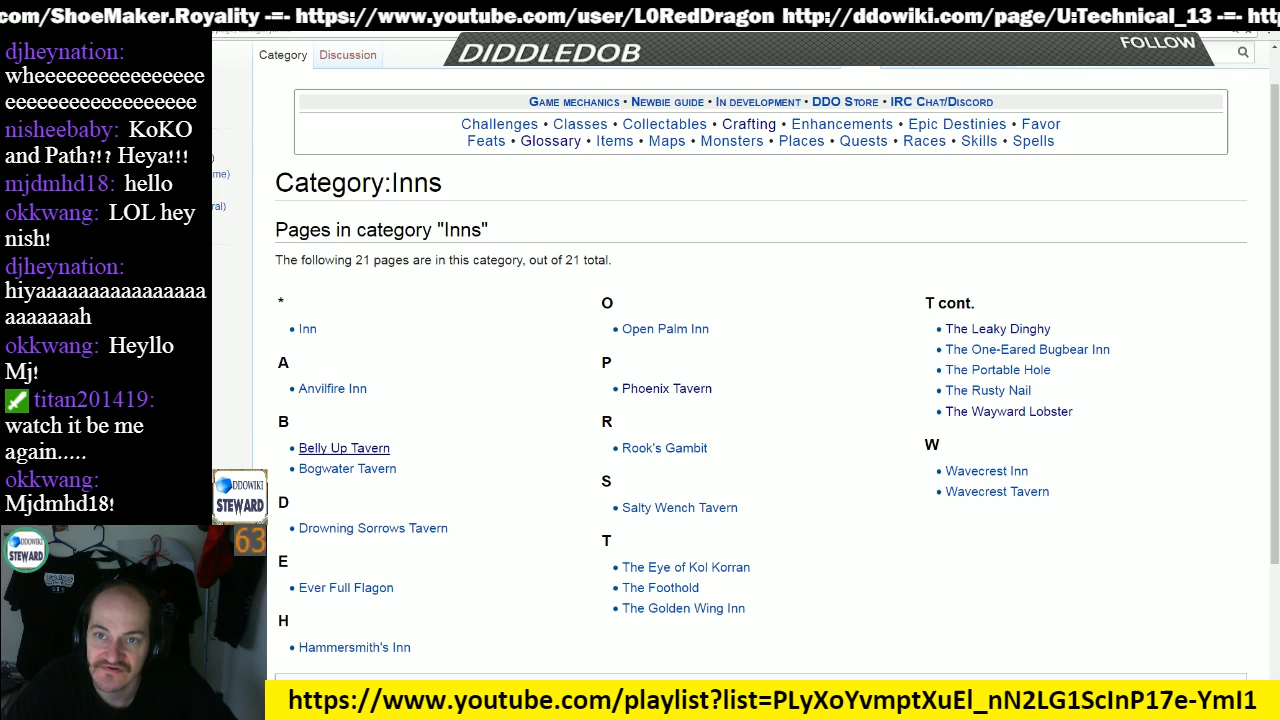 com/ShoeMaker.Royality -=- https://www.youtube.com/user/L0RedDragon http://ddowiki.com/page/U:Technical_13 -=- htt
djheynation:
wheeeeeeeeeeeeeeee
eeeeeeeeeeeeeeeeee
nisheebaby: KoKO
and Path?!? Heya!!!
mjdmhd18: hello
okkwang: LOL hey
nish!
djheynation:
hiyaaaaaaaaaaaaaaaa
aaaaaaah
okkwang: Heyllo
Mj!
titan201419:
watch it be me
again.....
okkwang:
Mjdmhd18!
DDOWIKI
STEWARD
63
DDOWIKI
STEWARD
me)
ral)
Category Discussion
DIDDLEDOB
FOLLOW
Game mechanics • Newbie guide • In development • DDO Store • IRC Chat/Discord
Challenges • Classes • Collectables • Crafting • Enhancements • Epic Destinies • Favor
Feats • Glossary • Items • Maps • Monsters • Places • Quests • Races • Skills • Spells
Category:Inns
Pages in category "Inns"
The following 21 pages are in this category, out of 21 total.
*
• Inn
A
• Anvilfire Inn
B
• Belly Up Tavern
• Bogwater Tavern
D
• Drowning Sorrows Tavern
E
• Ever Full Flagon
H
• Hammersmith's Inn
O
• Open Palm Inn
P
• Phoenix Tavern
R
• Rook's Gambit
S
• Salty Wench Tavern
T
• The Eye of Kol Korran
• The Foothold
• The Golden Wing Inn
T cont.
• The Leaky Dinghy
• The One-Eared Bugbear Inn
• The Portable Hole
• The Rusty Nail
• The Wayward Lobster
W
• Wavecrest Inn
• Wavecrest Tavern
https://www.youtube.com/playlist?list=PLyXoYvmptXuEl_nN2LG1ScInP17e-YmI1